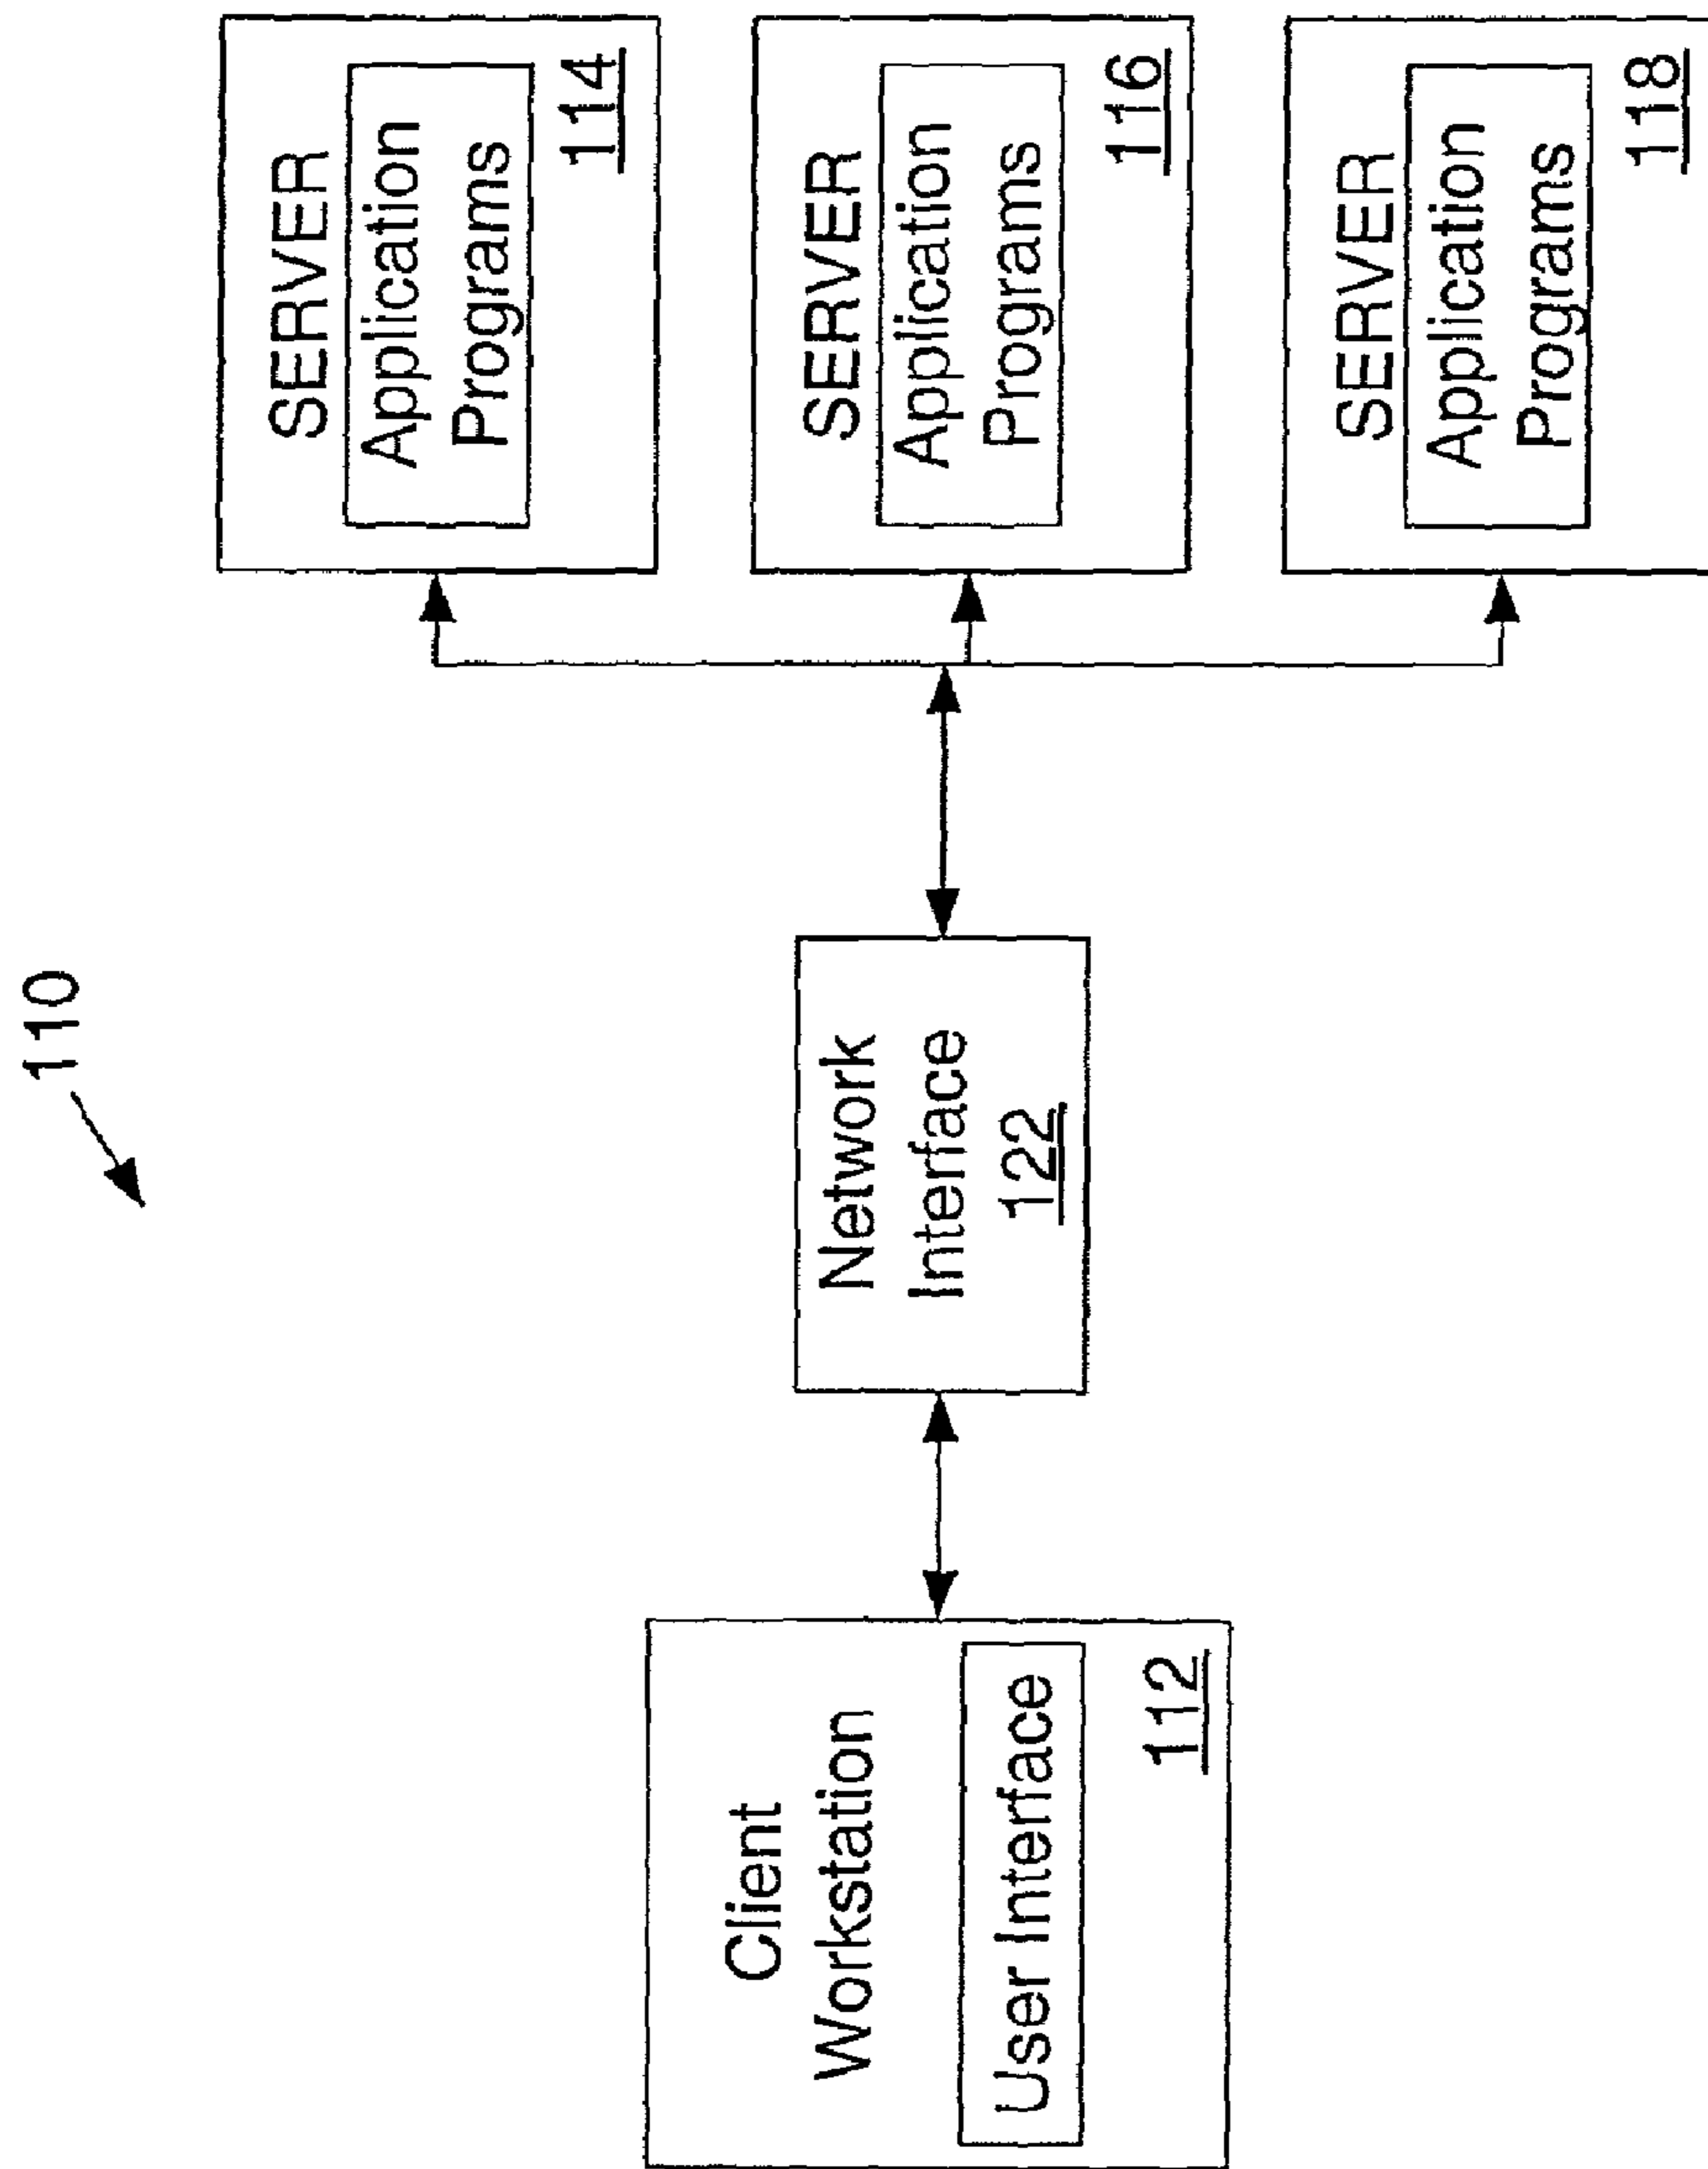 110
Client
Workstation
User Interface
112
Network
Interface
122
SERVER
Application
Programs
114
SERVER
Application
Programs
116
SERVER
Application
Programs
118